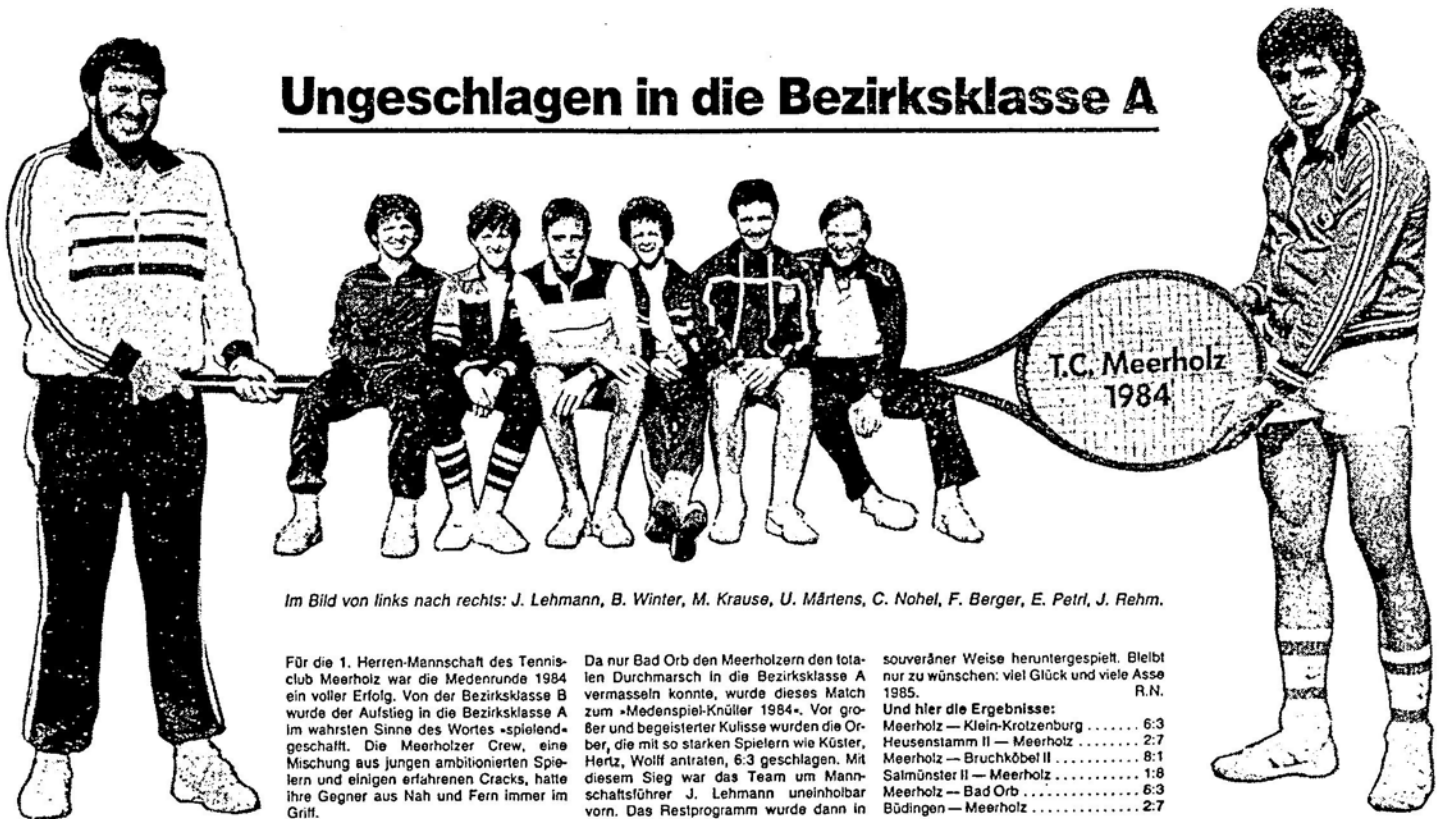 Ungeschlagen in die Bezirksklasse A
T.C. Meerholz
1984
Im Bild von links nach rechts: J. Lehmann, B. Winter, M. Krause, U. Märtens, C. Nohel, F. Berger, E. Petri, J. Rehm.
Für die 1. Herren-Mannschaft des Tennis-
club Meerholz war die Medenrunde 1984
ein voller Erfolg. Von der Bezirksklasse B
wurde der Aufstieg in die Bezirksklasse A
im wahrsten Sinne des Wortes »spielend«
geschafft. Die Meerholzer Crew, eine
Mischung aus jungen ambitionierten Spie-
lern und einigen erfahrenen Cracks, hatte
ihre Gegner aus Nah und Fern immer im
Griff.
Da nur Bad Orb den Meerholzern den tota-
len Durchmarsch in die Bezirksklasse A
vermasseln konnte, wurde dieses Match
zum »Medenspiel-Knüller 1984«. Vor gro-
ßer und begeisterter Kulisse wurden die Or-
ber, die mit so starken Spielern wie Küster,
Hertz, Wolff antraten, 6:3 geschlagen. Mit
diesem Sieg war das Team um Mann-
schaftsführer J. Lehmann uneinholbar
vorn. Das Restprogramm wurde dann in
souveräner Weise heruntergespielt. Bleibt
nur zu wünschen: viel Glück und viele Asse
1985. R.N.
Und hier die Ergebnisse:
Meerholz — Klein-Krotzenburg ....... 6:3
Heusenstamm II — Meerholz ......... 2:7
Meerholz — Bruchköbel II ........... 8:1
Salmünster II — Meerholz ........... 1:8
Meerholz — Bad Orb ............... 6:3
Büdingen — Meerholz .............. 2:7